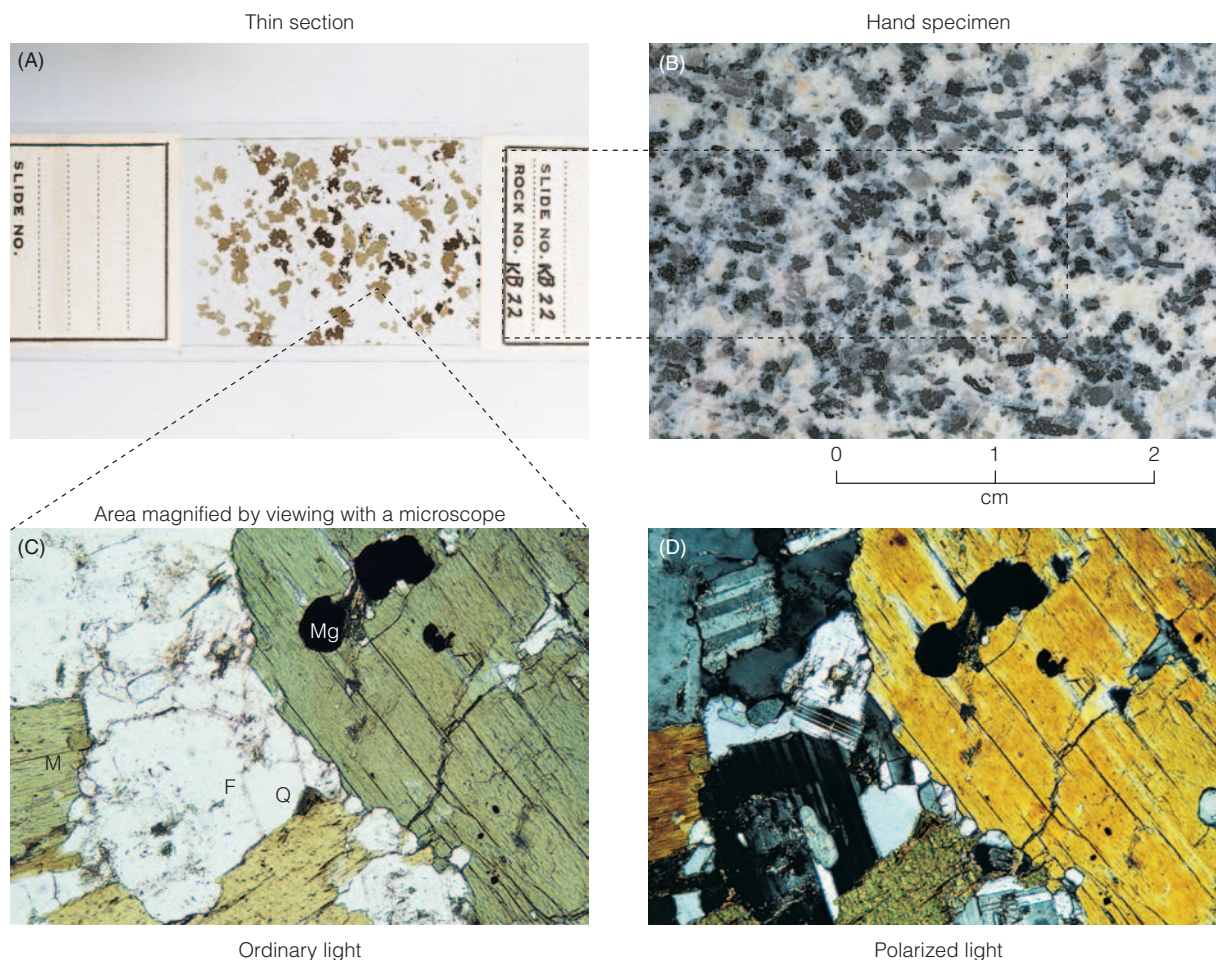 Thin section
Hand specimen
(A)
(B)
SLIDE NO.
SLIDE NO. KB 22
ROCK NO. KB 22
0 1 2
cm
Area magnified by viewing with a microscope
(C)
(D)
Mg
M
F
Q
Ordinary light
Polarized light